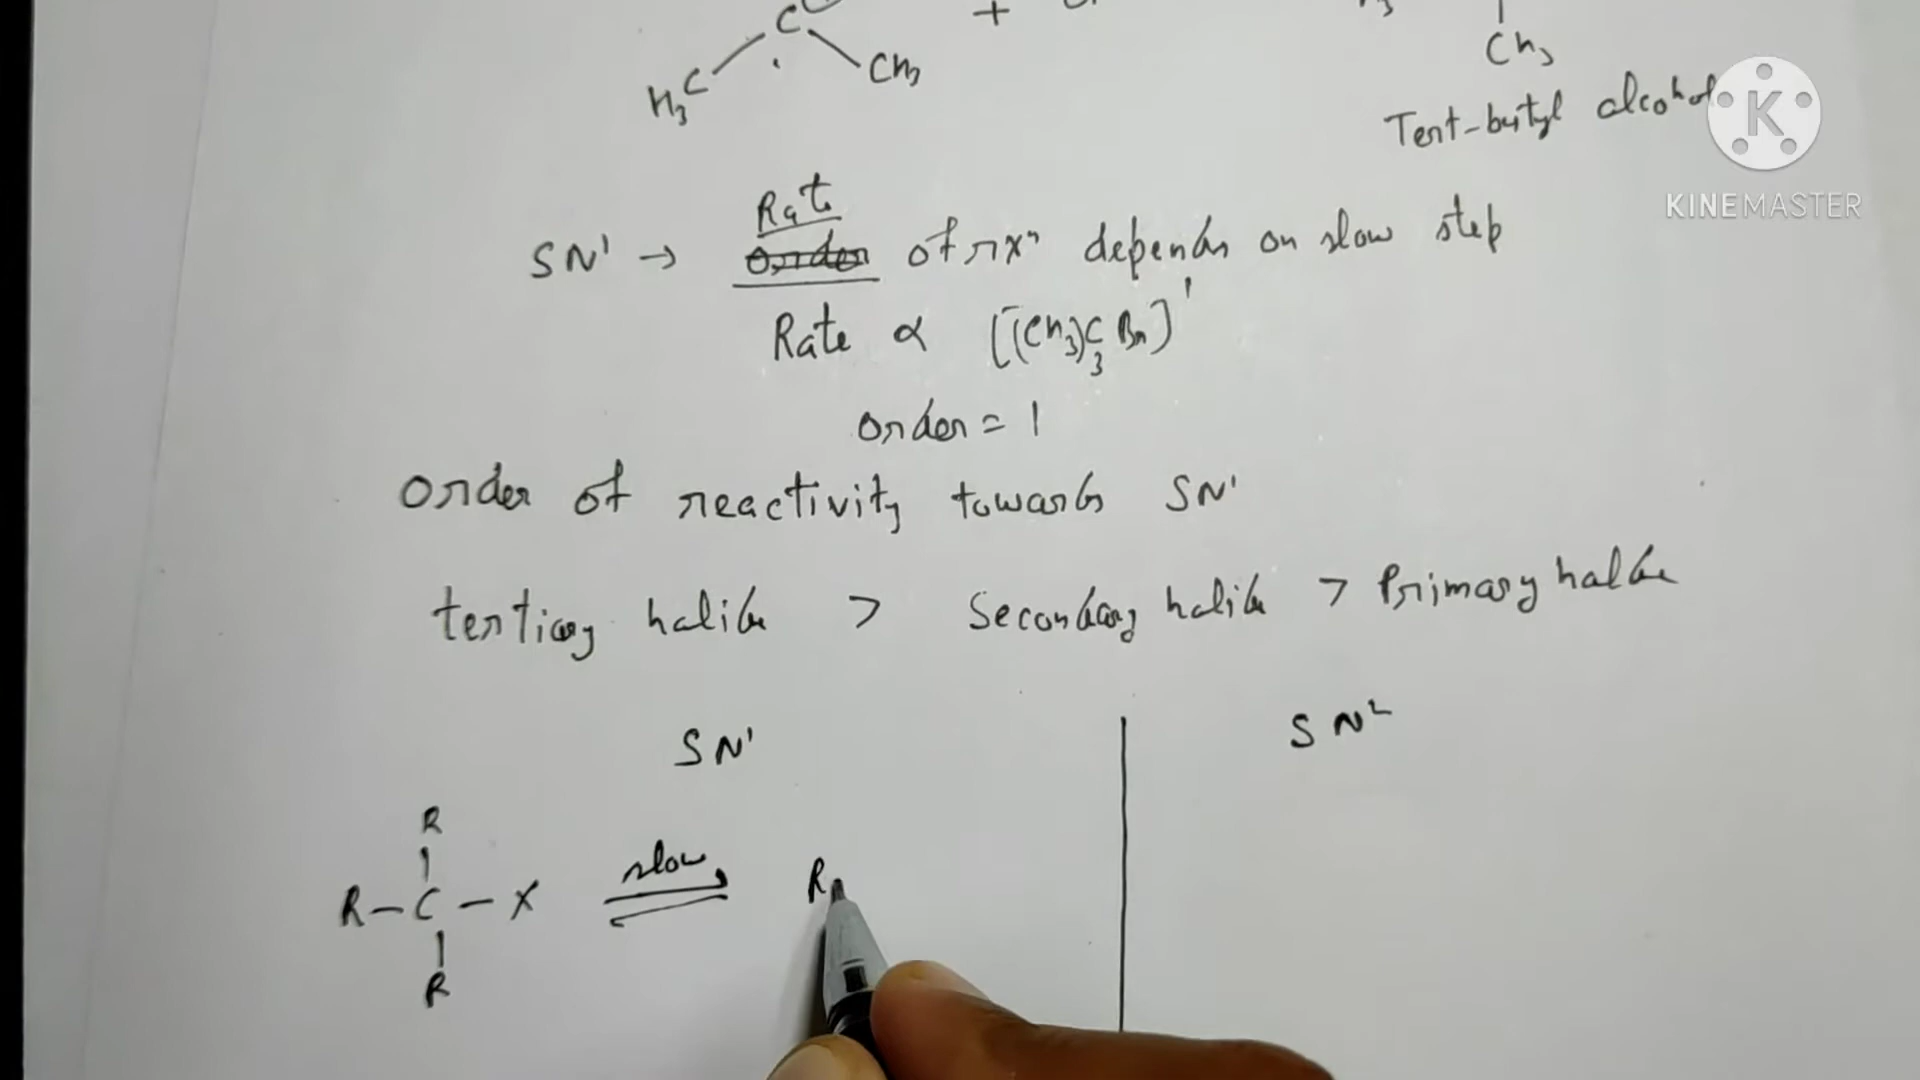 C + 
H₃C CH₃ CH₃
Tert-butyl alcohol
K
KINEMASTER
Rate
SN¹ → order of rxⁿ depends on slow step
Rate ∝ [(CH₃)₃C Br]¹
order = 1
order of reactivity towards SN¹
tertiary halide > Secondary halide > Primary halide
SN¹ SN²
R
R-C-X slow R
R